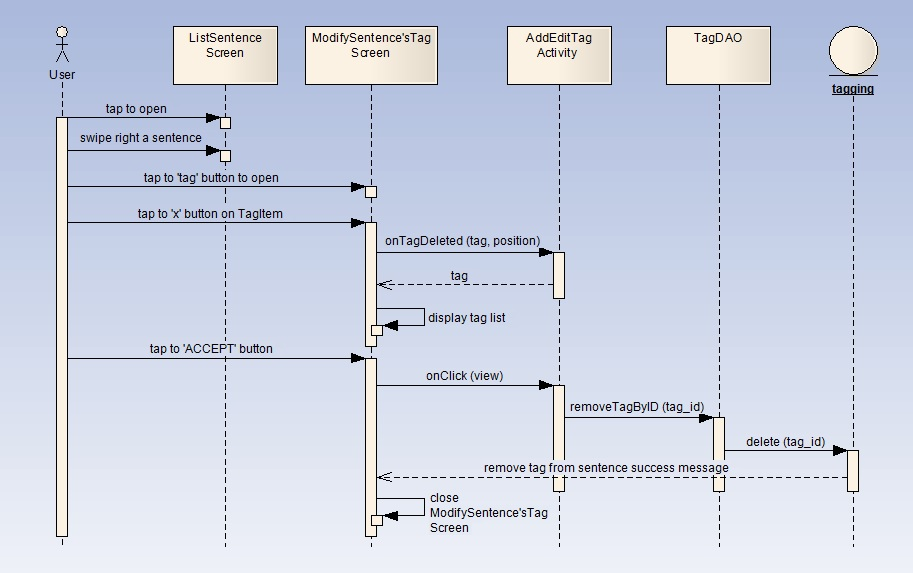 User
ListSentence
Screen
ModifySentence'sTag
Screen
AddEditTag
Activity
TagDAO
tagging
tap to open
swipe right a sentence
tap to 'tag' button to open
tap to 'x' button on TagItem
onTagDeleted (tag, position)
tag
display tag list
tap to 'ACCEPT' button
onClick (view)
removeTagByID (tag_id)
delete (tag_id)
remove tag from sentence success message
close
ModifySentence'sTag
Screen